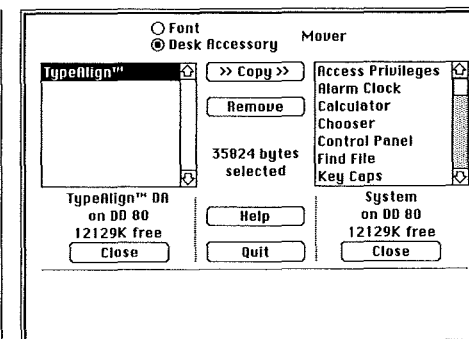 Font
Desk Accessory
Mover
TypeAlign™
>> Copy >>
Remove
35824 bytes
selected
Access Privileges
Alarm Clock
Calculator
Chooser
Control Panel
Find File
Key Caps
TypeAlign™ DA
on DD 80
12129K free
Close
Help
Quit
System
on DD 80
12129K free
Close